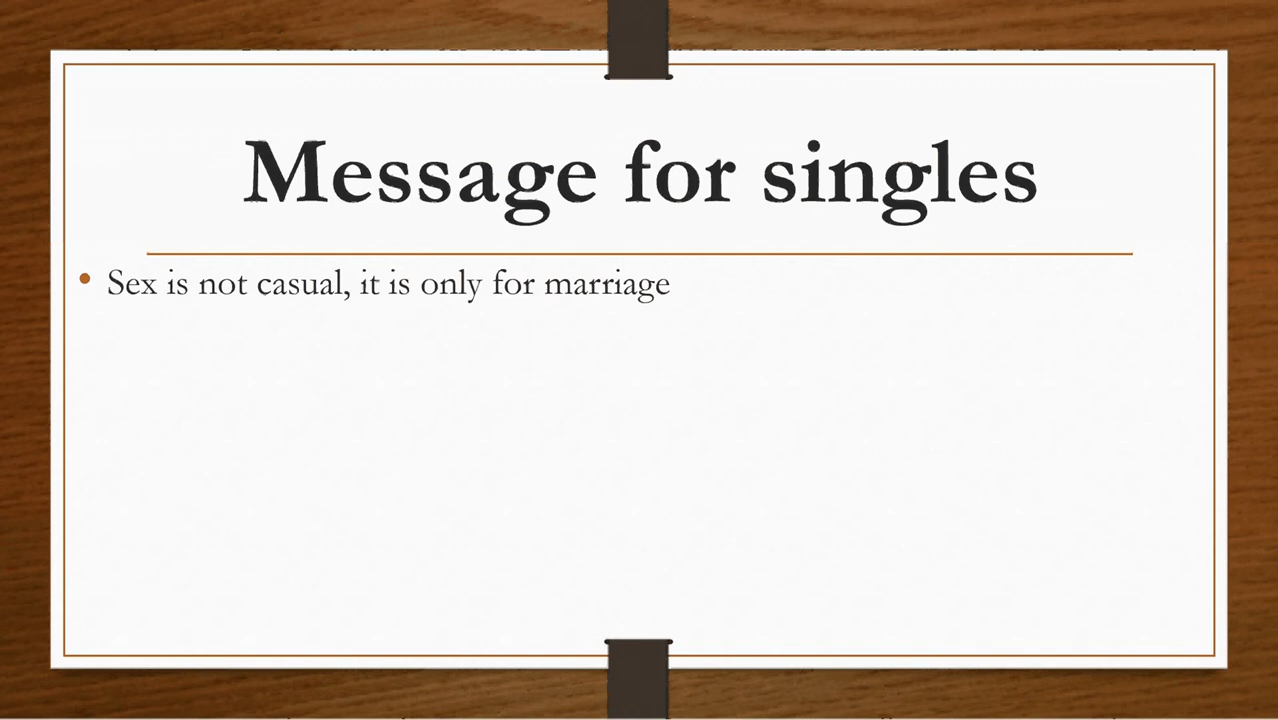 Message for singles
• Sex is not casual, it is only for marriage